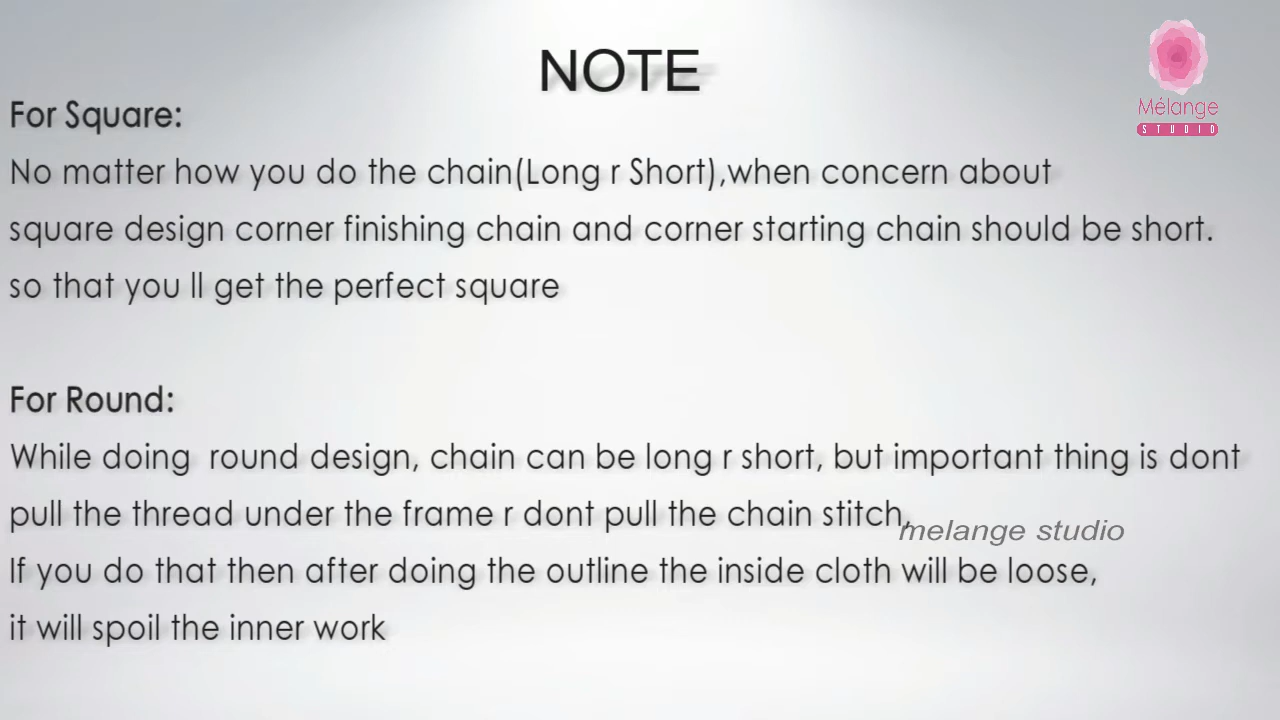 NOTE
Mélange
STUDIO
For Square:
No matter how you do the chain(Long r Short),when concern about
square design corner finishing chain and corner starting chain should be short.
so that you ll get the perfect square
For Round:
While doing  round design, chain can be long r short, but important thing is dont
pull the thread under the frame r dont pull the chain stitch,
melange studio
If you do that then after doing the outline the inside cloth will be loose,
it will spoil the inner work